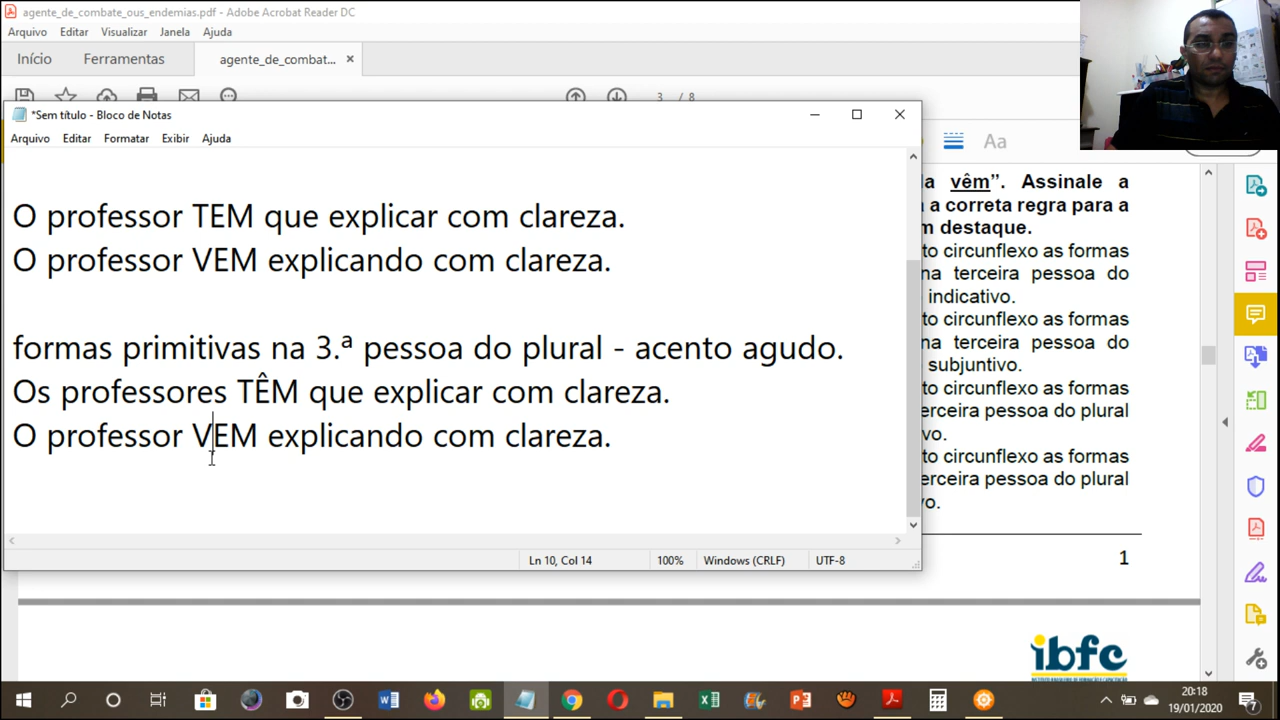 agente_de_combate_ous_endemias.pdf - Adobe Acrobat Reader DC
Arquivo Editar Visualizar Janela Ajuda
Início Ferramentas agente_de_combat... ×
3 / 8
*Sem título - Bloco de Notas
Arquivo Editar Formatar Exibir Ajuda
Aa
O professor TEM que explicar com clareza.
O professor VEM explicando com clareza.
formas primitivas na 3.ª pessoa do plural - acento agudo.
Os professores TÊM que explicar com clareza.
O professor VEM explicando com clareza.
Ln 10, Col 14 100% Windows (CRLF) UTF-8
la vêm”. Assinale a
a correta regra para a
m destaque.
to circunflexo as formas
na terceira pessoa do
indicativo.
to circunflexo as formas
na terceira pessoa do
subjuntivo.
to circunflexo as formas
erceira pessoa do plural
vo.
to circunflexo as formas
erceira pessoa do plural
o.
1
ibfc
20:18
19/01/2020
7